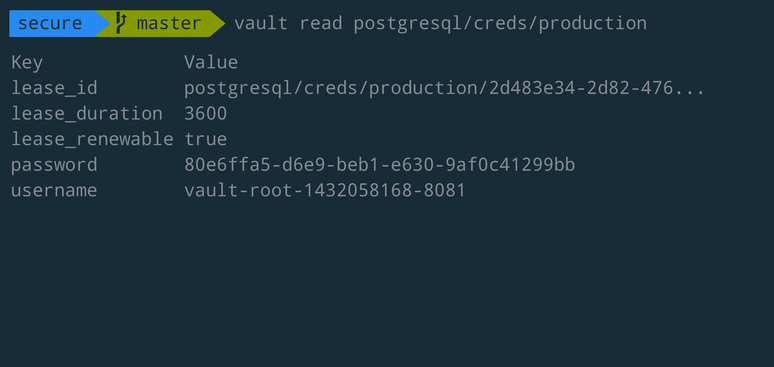 secure master vault read postgresql/creds/production
Key Value
lease_id postgresql/creds/production/2d483e34-2d82-476...
lease_duration 3600
lease_renewable true
password 80e6ffa5-d6e9-beb1-e630-9af0c41299bb
username vault-root-1432058168-8081